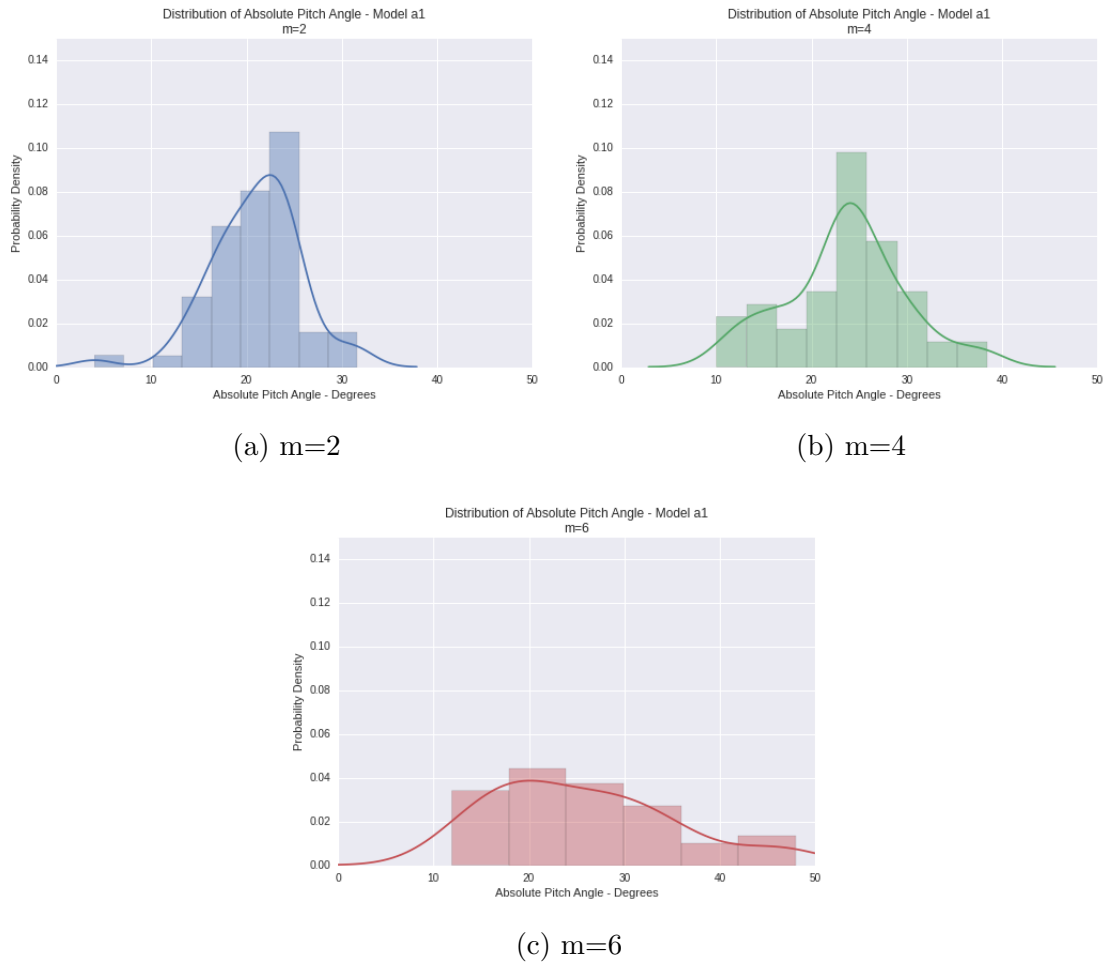 Distribution of Absolute Pitch Angle - Model a1
m=2
0.14
0.12
0.10
0.08
0.06
0.04
0.02
0.00
Probability Density
0 10 20 30 40 50
Absolute Pitch Angle - Degrees
(a) m=2
Distribution of Absolute Pitch Angle - Model a1
m=4
0.14
0.12
0.10
0.08
0.06
0.04
0.02
0.00
Probability Density
0 10 20 30 40 50
Absolute Pitch Angle - Degrees
(b) m=4
Distribution of Absolute Pitch Angle - Model a1
m=6
0.14
0.12
0.10
0.08
0.06
0.04
0.02
0.00
Probability Density
0 10 20 30 40 50
Absolute Pitch Angle - Degrees
(c) m=6